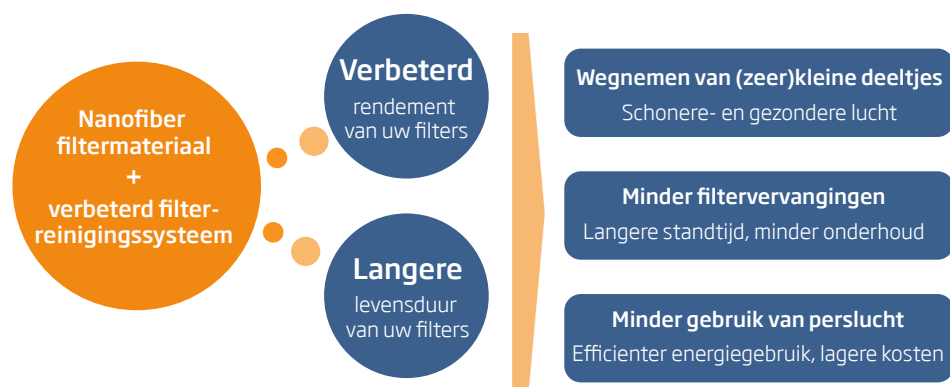 Nanofiber
filtermateriaal
+
verbeterd filter-
reinigingssysteem
Verbeterd
rendement
van uw filters
Langere
levensduur
van uw filters
Wegnemen van (zeer)kleine deeltjes
Schonere- en gezondere lucht
Minder filtervervangingen
Langere standtijd, minder onderhoud
Minder gebruik van perslucht
Efficienter energiegebruik, lagere kosten